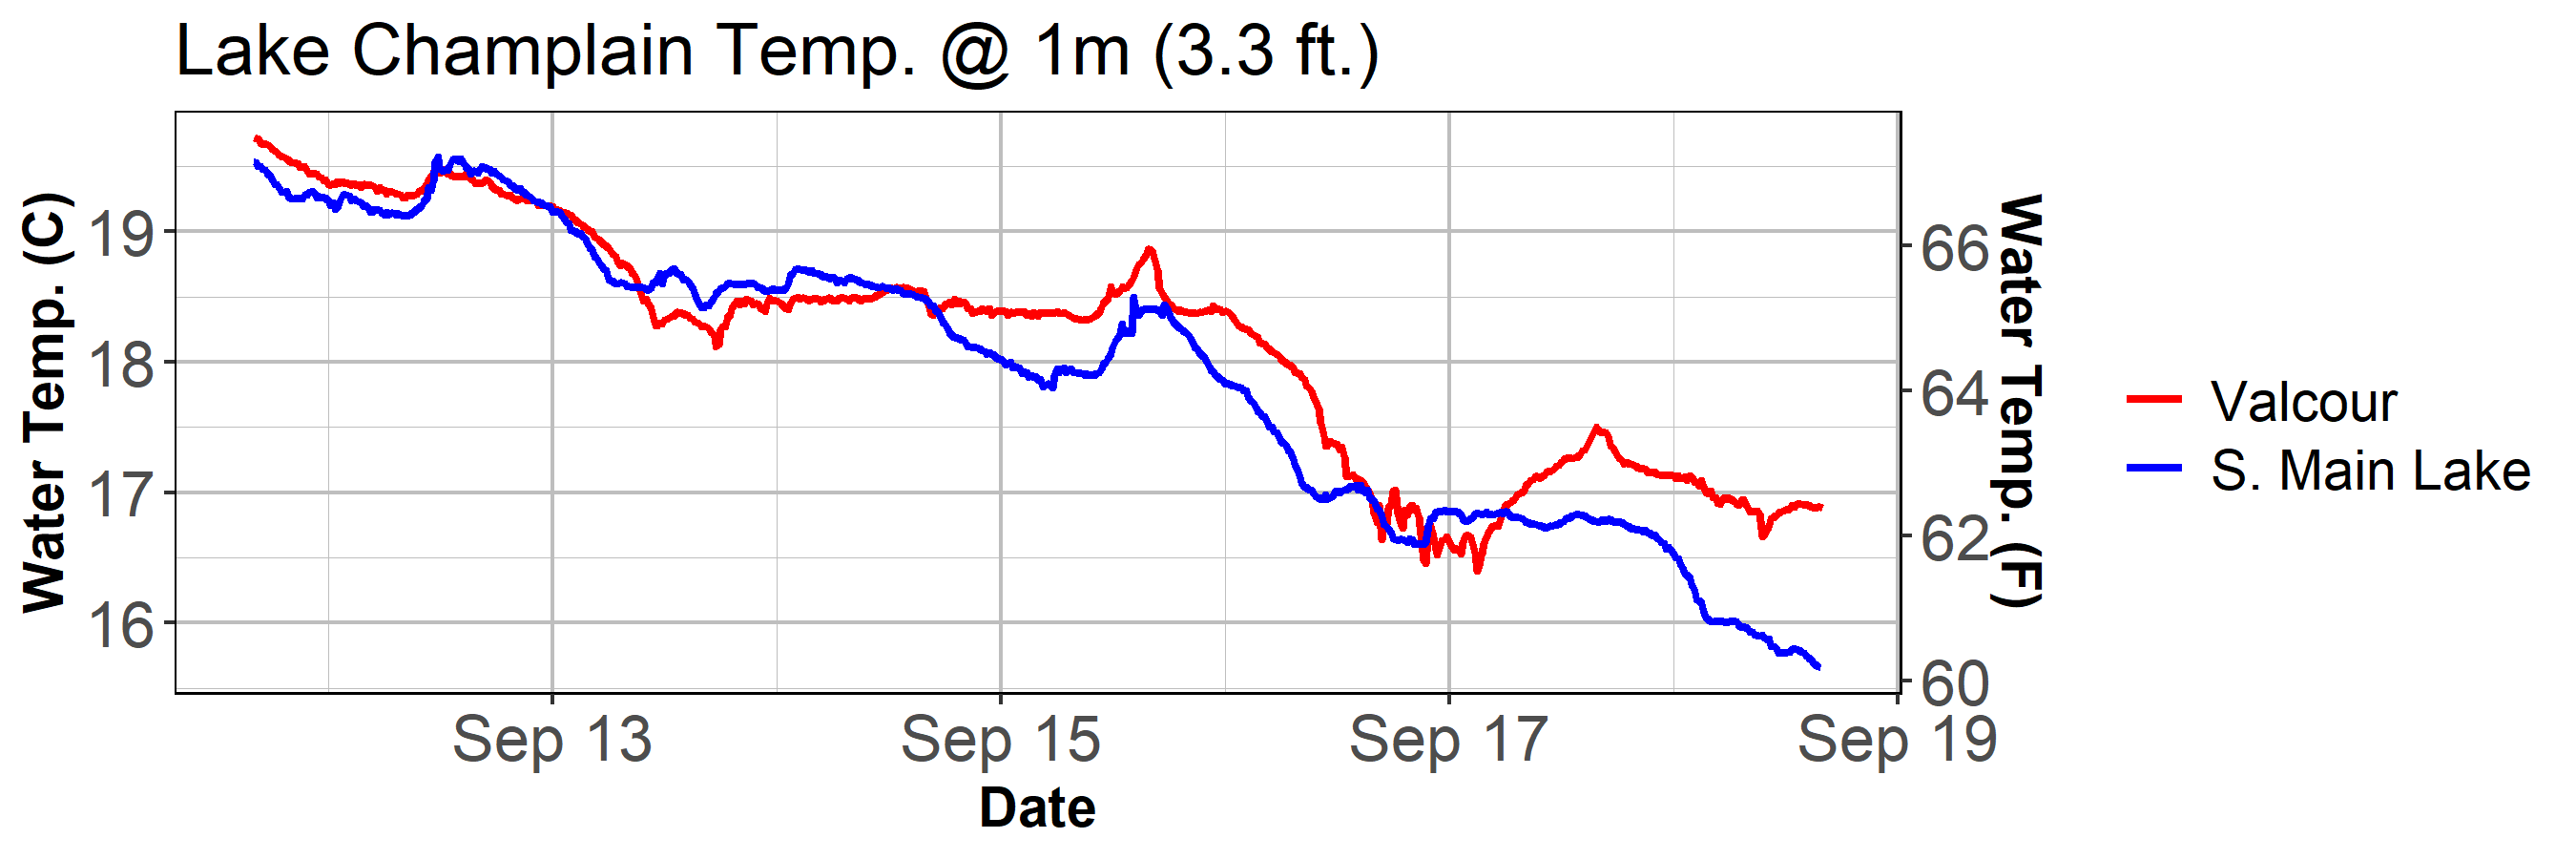 Lake Champlain Temp. @ 1m (3.3 ft.)
Water Temp. (C)
19
18
17
16
66
64
62
60
Water Temp. (F)
Sep 13
Sep 15
Sep 17
Sep 19
Date
Valcour
S. Main Lake